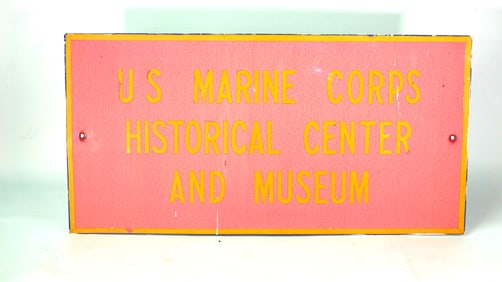 U S MARINE CORPS
HISTORICAL CENTER
AND MUSEUM